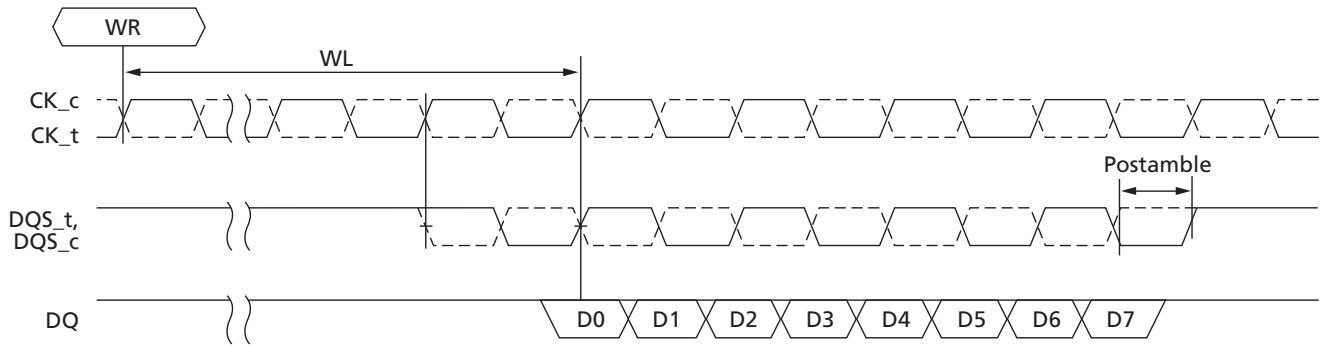 WR
WL
CK_c
CK_t
Postamble
DQS_t,
DQS_c
DQ
D0 D1 D2 D3 D4 D5 D6 D7